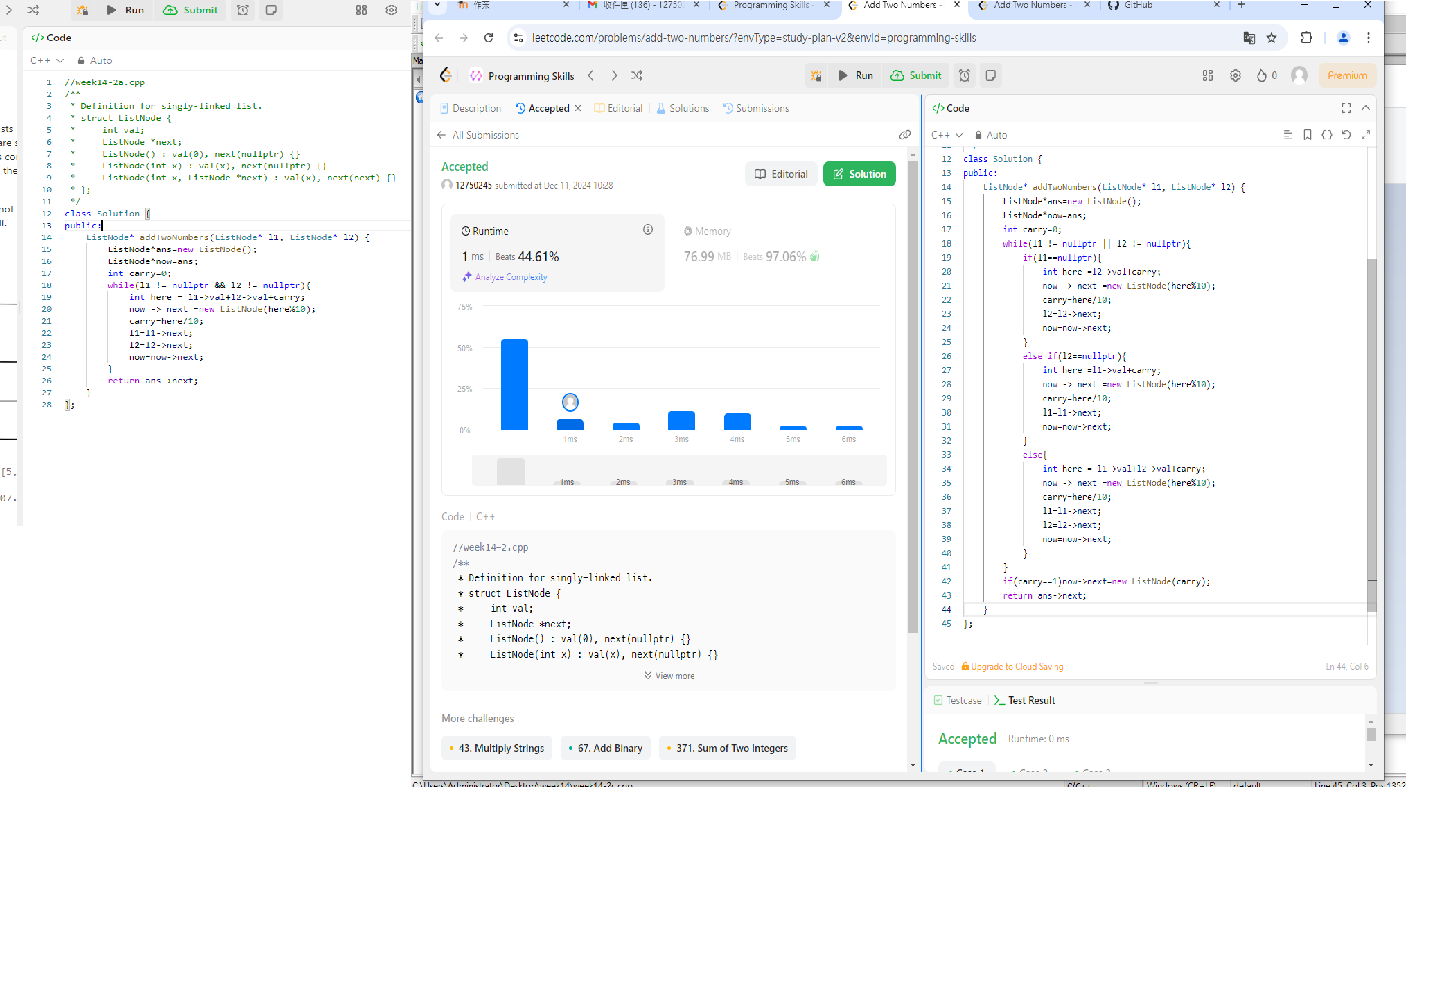 Run Submit
</> Code
C++ Auto
1 //week14-2a.cpp
2 /**
3 * Definition for singly-linked list.
4 * struct ListNode {
5 * int val;
6 * ListNode *next;
7 * ListNode() : val(0), next(nullptr) {}
8 * ListNode(int x) : val(x), next(nullptr) {}
9 * ListNode(int x, ListNode *next) : val(x), next(next) {}
10 * };
11 */
12 class Solution {
13 public:
14 ListNode* addTwoNumbers(ListNode* l1, ListNode* l2) {
15 ListNode*ans=new ListNode();
16 ListNode*now=ans;
17 int carry=0;
18 while(l1 != nullptr && l2 != nullptr){
19 int here = l1->val+l2->val+carry;
20 now -> next =new ListNode(here%10);
21 carry=here/10;
22 l1=l1->next;
23 l2=l2->next;
24 now=now->next;
25 }
26 return ans->next;
27 }
28 };
[5,
07.
Programming Skills -
Add Two Numbers -
Add Two Numbers -
GitHub
leetcode.com/problems/add-two-numbers/?envType=study-plan-v2&envId=programming-skills
Programming Skills
Run Submit
0
Premium
Description Accepted Editorial Solutions Submissions
All Submissions
Accepted
12750245 submitted at Dec 11, 2024 10:28
Editorial
Solution
Runtime
1 ms | Beats 44.61%
Analyze Complexity
Memory
76.99 MB | Beats 97.06%
75%
50%
25%
0%
1ms 2ms 3ms 4ms 5ms 6ms
1ms 2ms 3ms 4ms 5ms 6ms
Code | C++
//week14-2.cpp
/**
* Definition for singly-linked list.
* struct ListNode {
* int val;
* ListNode *next;
* ListNode() : val(0), next(nullptr) {}
* ListNode(int x) : val(x), next(nullptr) {}
View more
More challenges
43. Multiply Strings
67. Add Binary
371. Sum of Two Integers
</> Code
C++ Auto
12 class Solution {
13 public:
14 ListNode* addTwoNumbers(ListNode* l1, ListNode* l2) {
15 ListNode*ans=new ListNode();
16 ListNode*now=ans;
17 int carry=0;
18 while(l1 != nullptr || l2 != nullptr){
19 if(l1==nullptr){
20 int here =l2->val+carry;
21 now -> next =new ListNode(here%10);
22 carry=here/10;
23 l2=l2->next;
24 now=now->next;
25 }
26 else if(l2==nullptr){
27 int here =l1->val+carry;
28 now -> next =new ListNode(here%10);
29 carry=here/10;
30 l1=l1->next;
31 now=now->next;
32 }
33 else{
34 int here = l1->val+l2->val+carry;
35 now -> next =new ListNode(here%10);
36 carry=here/10;
37 l1=l1->next;
38 l2=l2->next;
39 now=now->next;
40 }
41 }
42 if(carry==1)now->next=new ListNode(carry);
43 return ans->next;
44 }
45 };
Saved Upgrade to Cloud Saving
Ln 44, Col 6
Testcase Test Result
Accepted Runtime: 0 ms